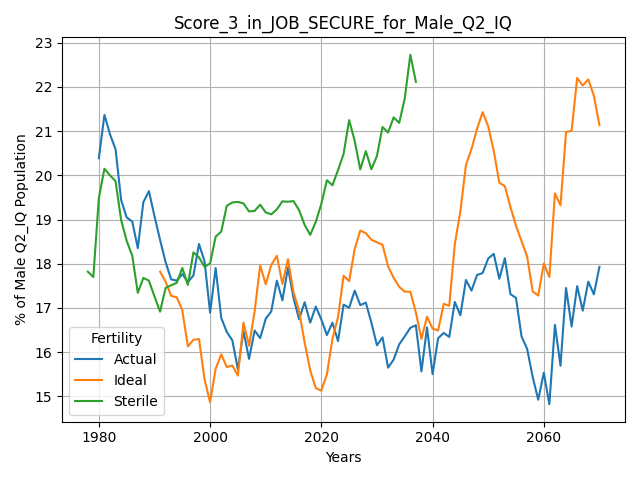 Score_3_in_JOB_SECURE_for_Male_Q2_IQ
% of Male Q2_IQ Population
23
22
21
20
19
18
17
16
15
Fertility
Actual
Ideal
Sterile
1980
2000
2020
2040
2060
Years